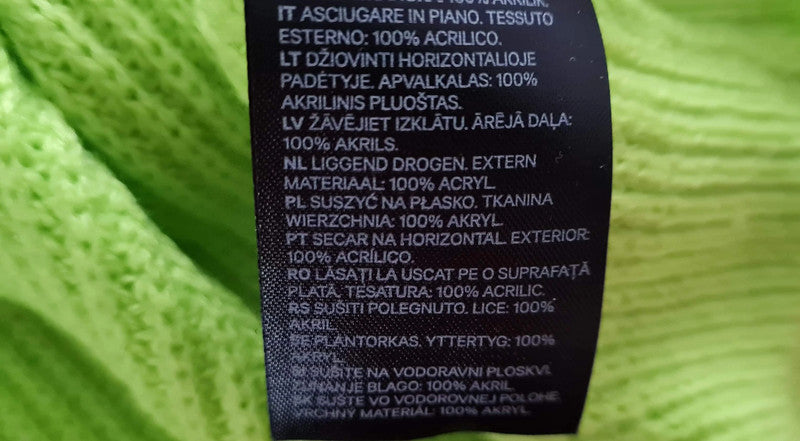 100% AKRILIK.
IT ASCIUGARE IN PIANO. TESSUTO
ESTERNO: 100% ACRILICO.
LT DŽIOVINTI HORIZONTALIOJE
PADĖTYJE. APVALKALAS: 100%
AKRILINIS PLUOŠTAS.
LV ŽĀVĒJIET IZKLĀTU. ĀRĒJĀ DAĻA:
100% AKRILS.
NL LIGGEND DROGEN. EXTERN
MATERIAAL: 100% ACRYL.
PL SUSZYĆ NA PŁASKO. TKANINA
WIERZCHNIA: 100% AKRYL.
PT SECAR NA HORIZONTAL. EXTERIOR:
100% ACRÍLICO.
RO LĂSAȚI LA USCAT PE O SUPRAFAȚĂ
PLATĂ. TESATURA: 100% ACRILIC.
RS SUŠITI POLEGNUTO. LICE: 100%
AKRIL.
SE PLANTORKAS. YTTERTYG: 100%
AKRYL.
SI SUŠITE NA VODORAVNI PLOSKVI.
ZUNANJE BLAGO: 100% AKRIL.
SK SUŠTE VO VODOROVNEJ POLOHE.
VRCHNÝ MATERIÁL: 100% AKRYL.